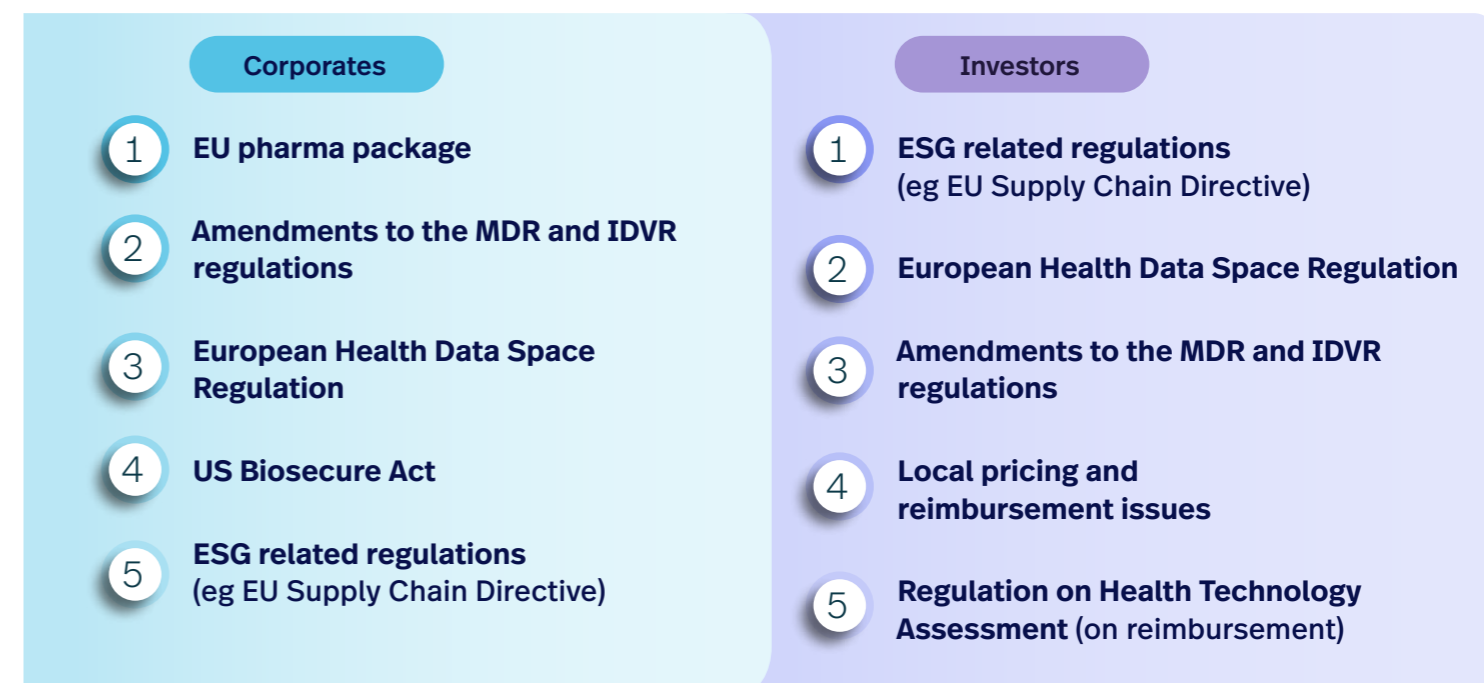 Corporates
1
EU pharma package
2
Amendments to the MDR and IDVR
regulations
3
European Health Data Space
Regulation
4
US Biosecure Act
5
ESG related regulations
(eg EU Supply Chain Directive)
Investors
1
ESG related regulations
(eg EU Supply Chain Directive)
2
European Health Data Space Regulation
3
Amendments to the MDR and IDVR
regulations
4
Local pricing and
reimbursement issues
5
Regulation on Health Technology
Assessment (on reimbursement)